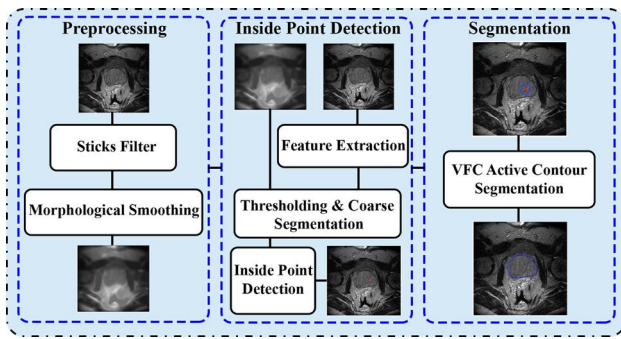 Preprocessing
Sticks Filter
Morphological Smoothing
Inside Point Detection
Feature Extraction
Thresholding & Coarse
Segmentation
Inside Point
Detection
Segmentation
VFC Active Contour
Segmentation